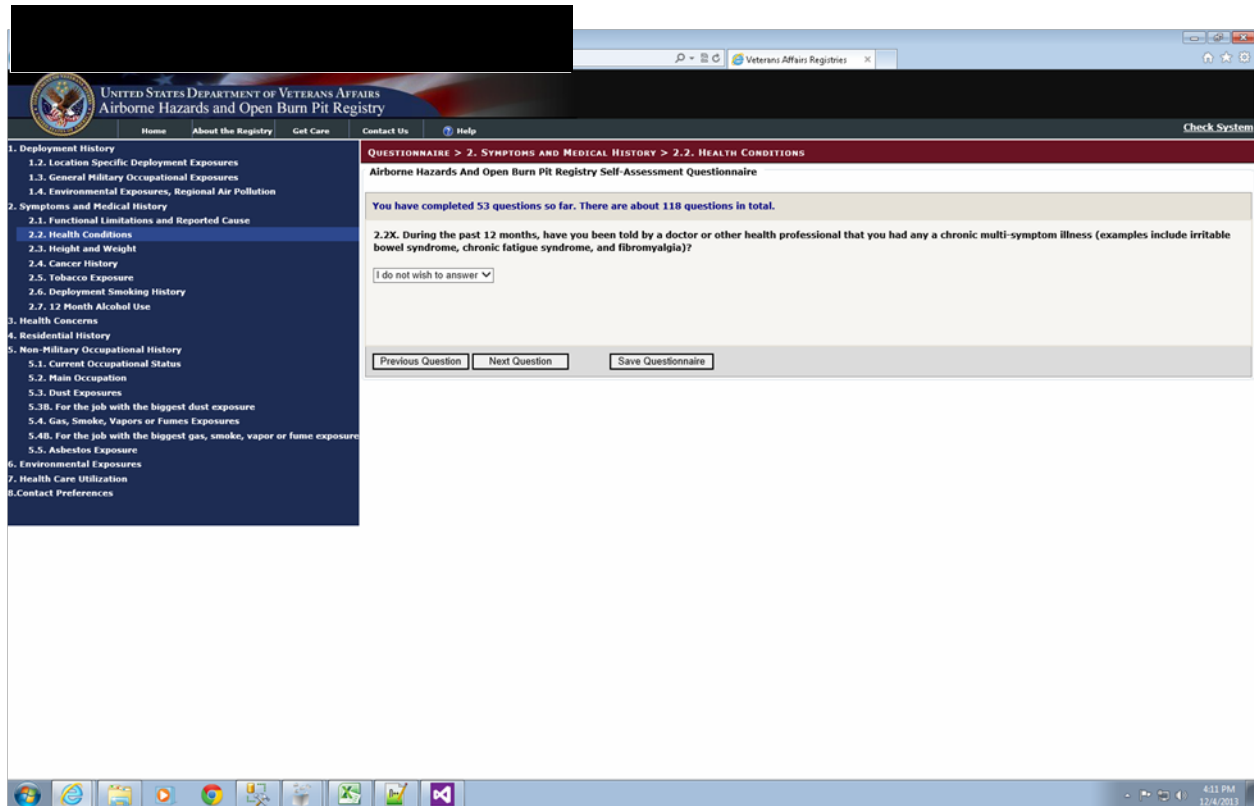 Veterans Affairs Registries
UNITED STATES DEPARTMENT OF VETERANS AFFAIRS
Airborne Hazards and Open Burn Pit Registry
Home About the Registry Get Care Contact Us Help Check System
1. Deployment History
1.2. Location Specific Deployment Exposures
1.3. General Military Occupational Exposures
1.4. Environmental Exposures, Regional Air Pollution
2. Symptoms and Medical History
2.1. Functional Limitations and Reported Cause
2.2. Health Conditions
2.3. Height and Weight
2.4. Cancer History
2.5. Tobacco Exposure
2.6. Deployment Smoking History
2.7. 12 Month Alcohol Use
3. Health Concerns
4. Residential History
5. Non-Military Occupational History
5.1. Current Occupational Status
5.2. Main Occupation
5.3. Dust Exposures
5.3B. For the job with the biggest dust exposure
5.4. Gas, Smoke, Vapors or Fumes Exposures
5.4B. For the job with the biggest gas, smoke, vapor or fume exposure
5.5. Asbestos Exposure
6. Environmental Exposures
7. Health Care Utilization
8.Contact Preferences
QUESTIONNAIRE > 2. SYMPTOMS AND MEDICAL HISTORY > 2.2. HEALTH CONDITIONS
Airborne Hazards And Open Burn Pit Registry Self-Assessment Questionnaire
You have completed 53 questions so far. There are about 118 questions in total.
2.2X. During the past 12 months, have you been told by a doctor or other health professional that you had any a chronic multi-symptom illness (examples include irritable
bowel syndrome, chronic fatigue syndrome, and fibromyalgia)?
I do not wish to answer
Previous Question Next Question Save Questionnaire
4:11 PM
12/4/2013